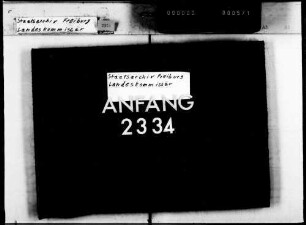 Staatsarchiv Freiburg
Landeskommissär
Staatsarchiv Freiburg
Landeskommissär
ANFANG
2334